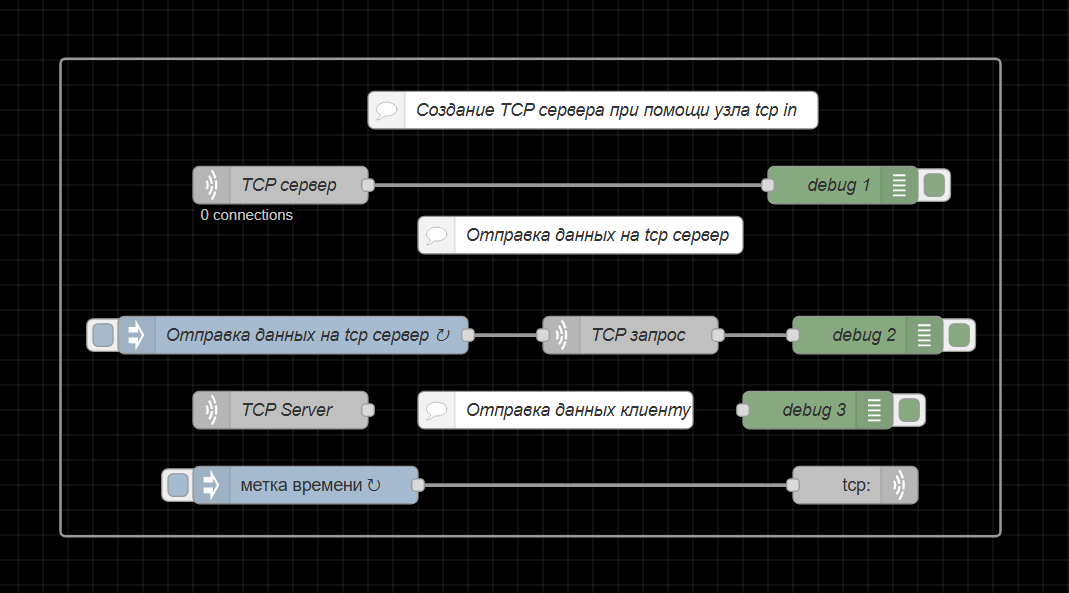 Создание TCP сервера при помощи узла tcp in
TCP сервер
debug 1
0 connections
Отправка данных на tcp сервер
Отправка данных на tcp сервер ↻
TCP запрос
debug 2
TCP Server
Отправка данных клиенту
debug 3
метка времени ↻
tcp: